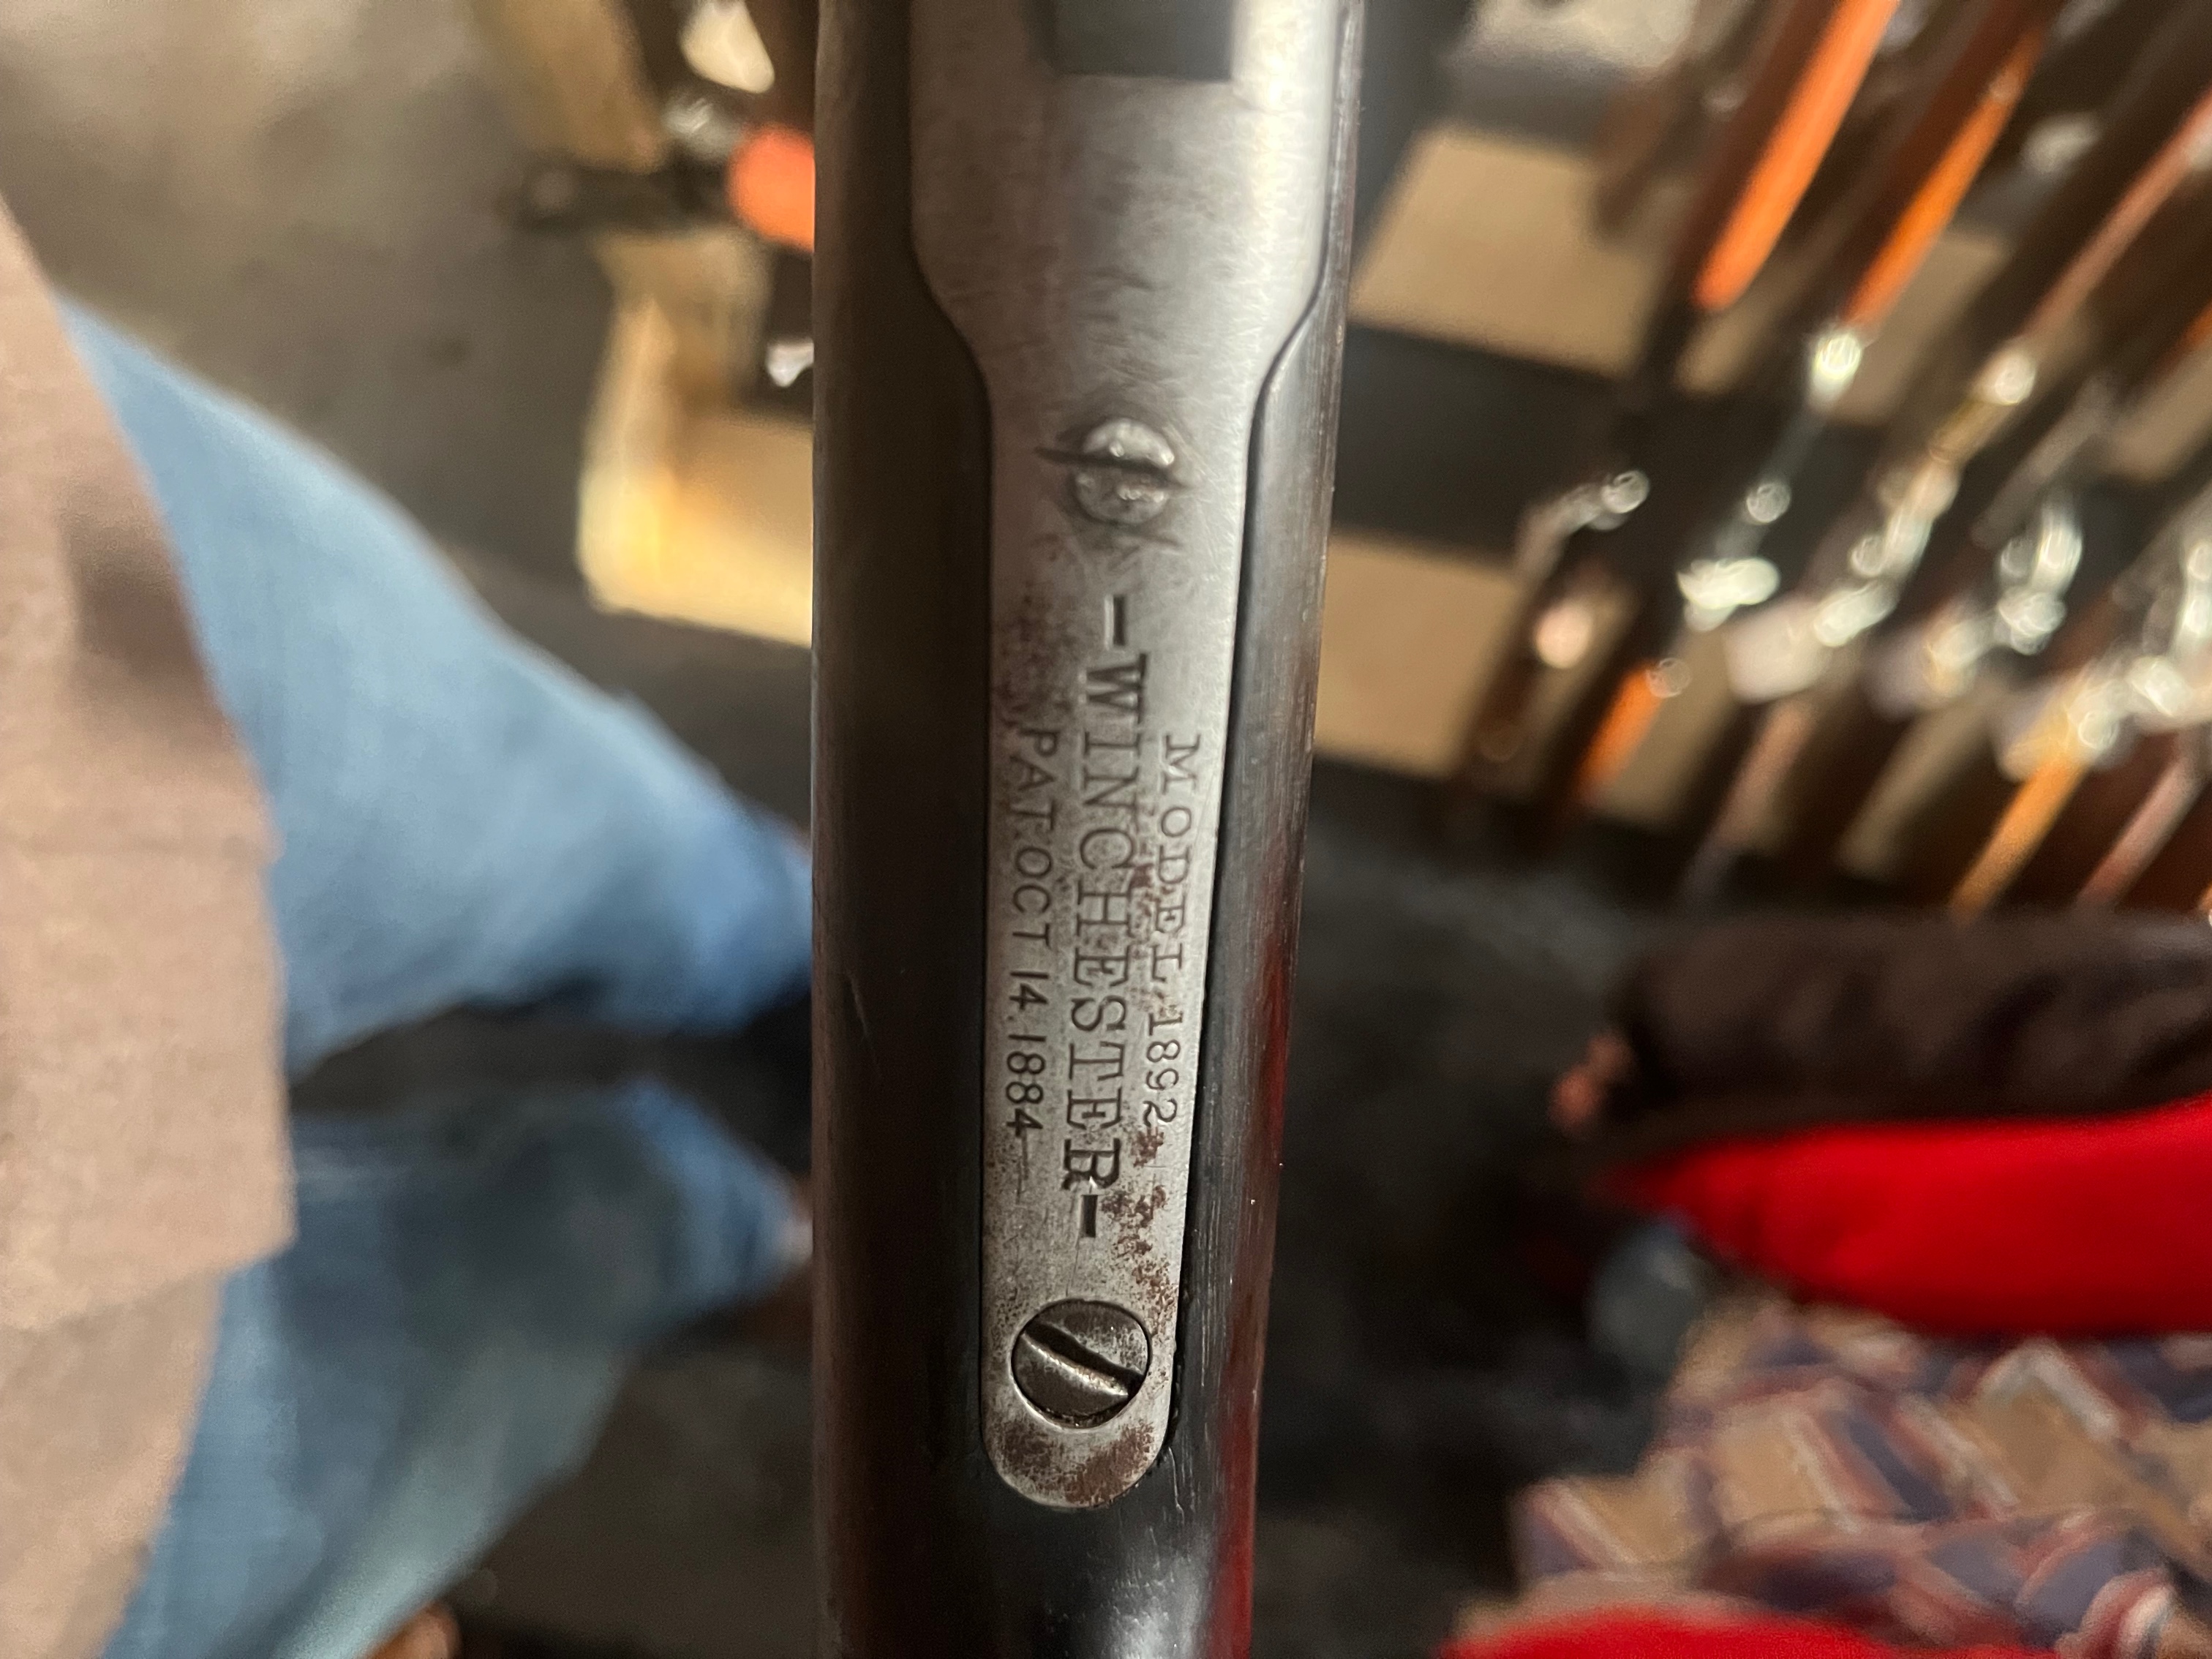 MODEL 1892
-WINCHESTER-
PAT. OCT 14.1884